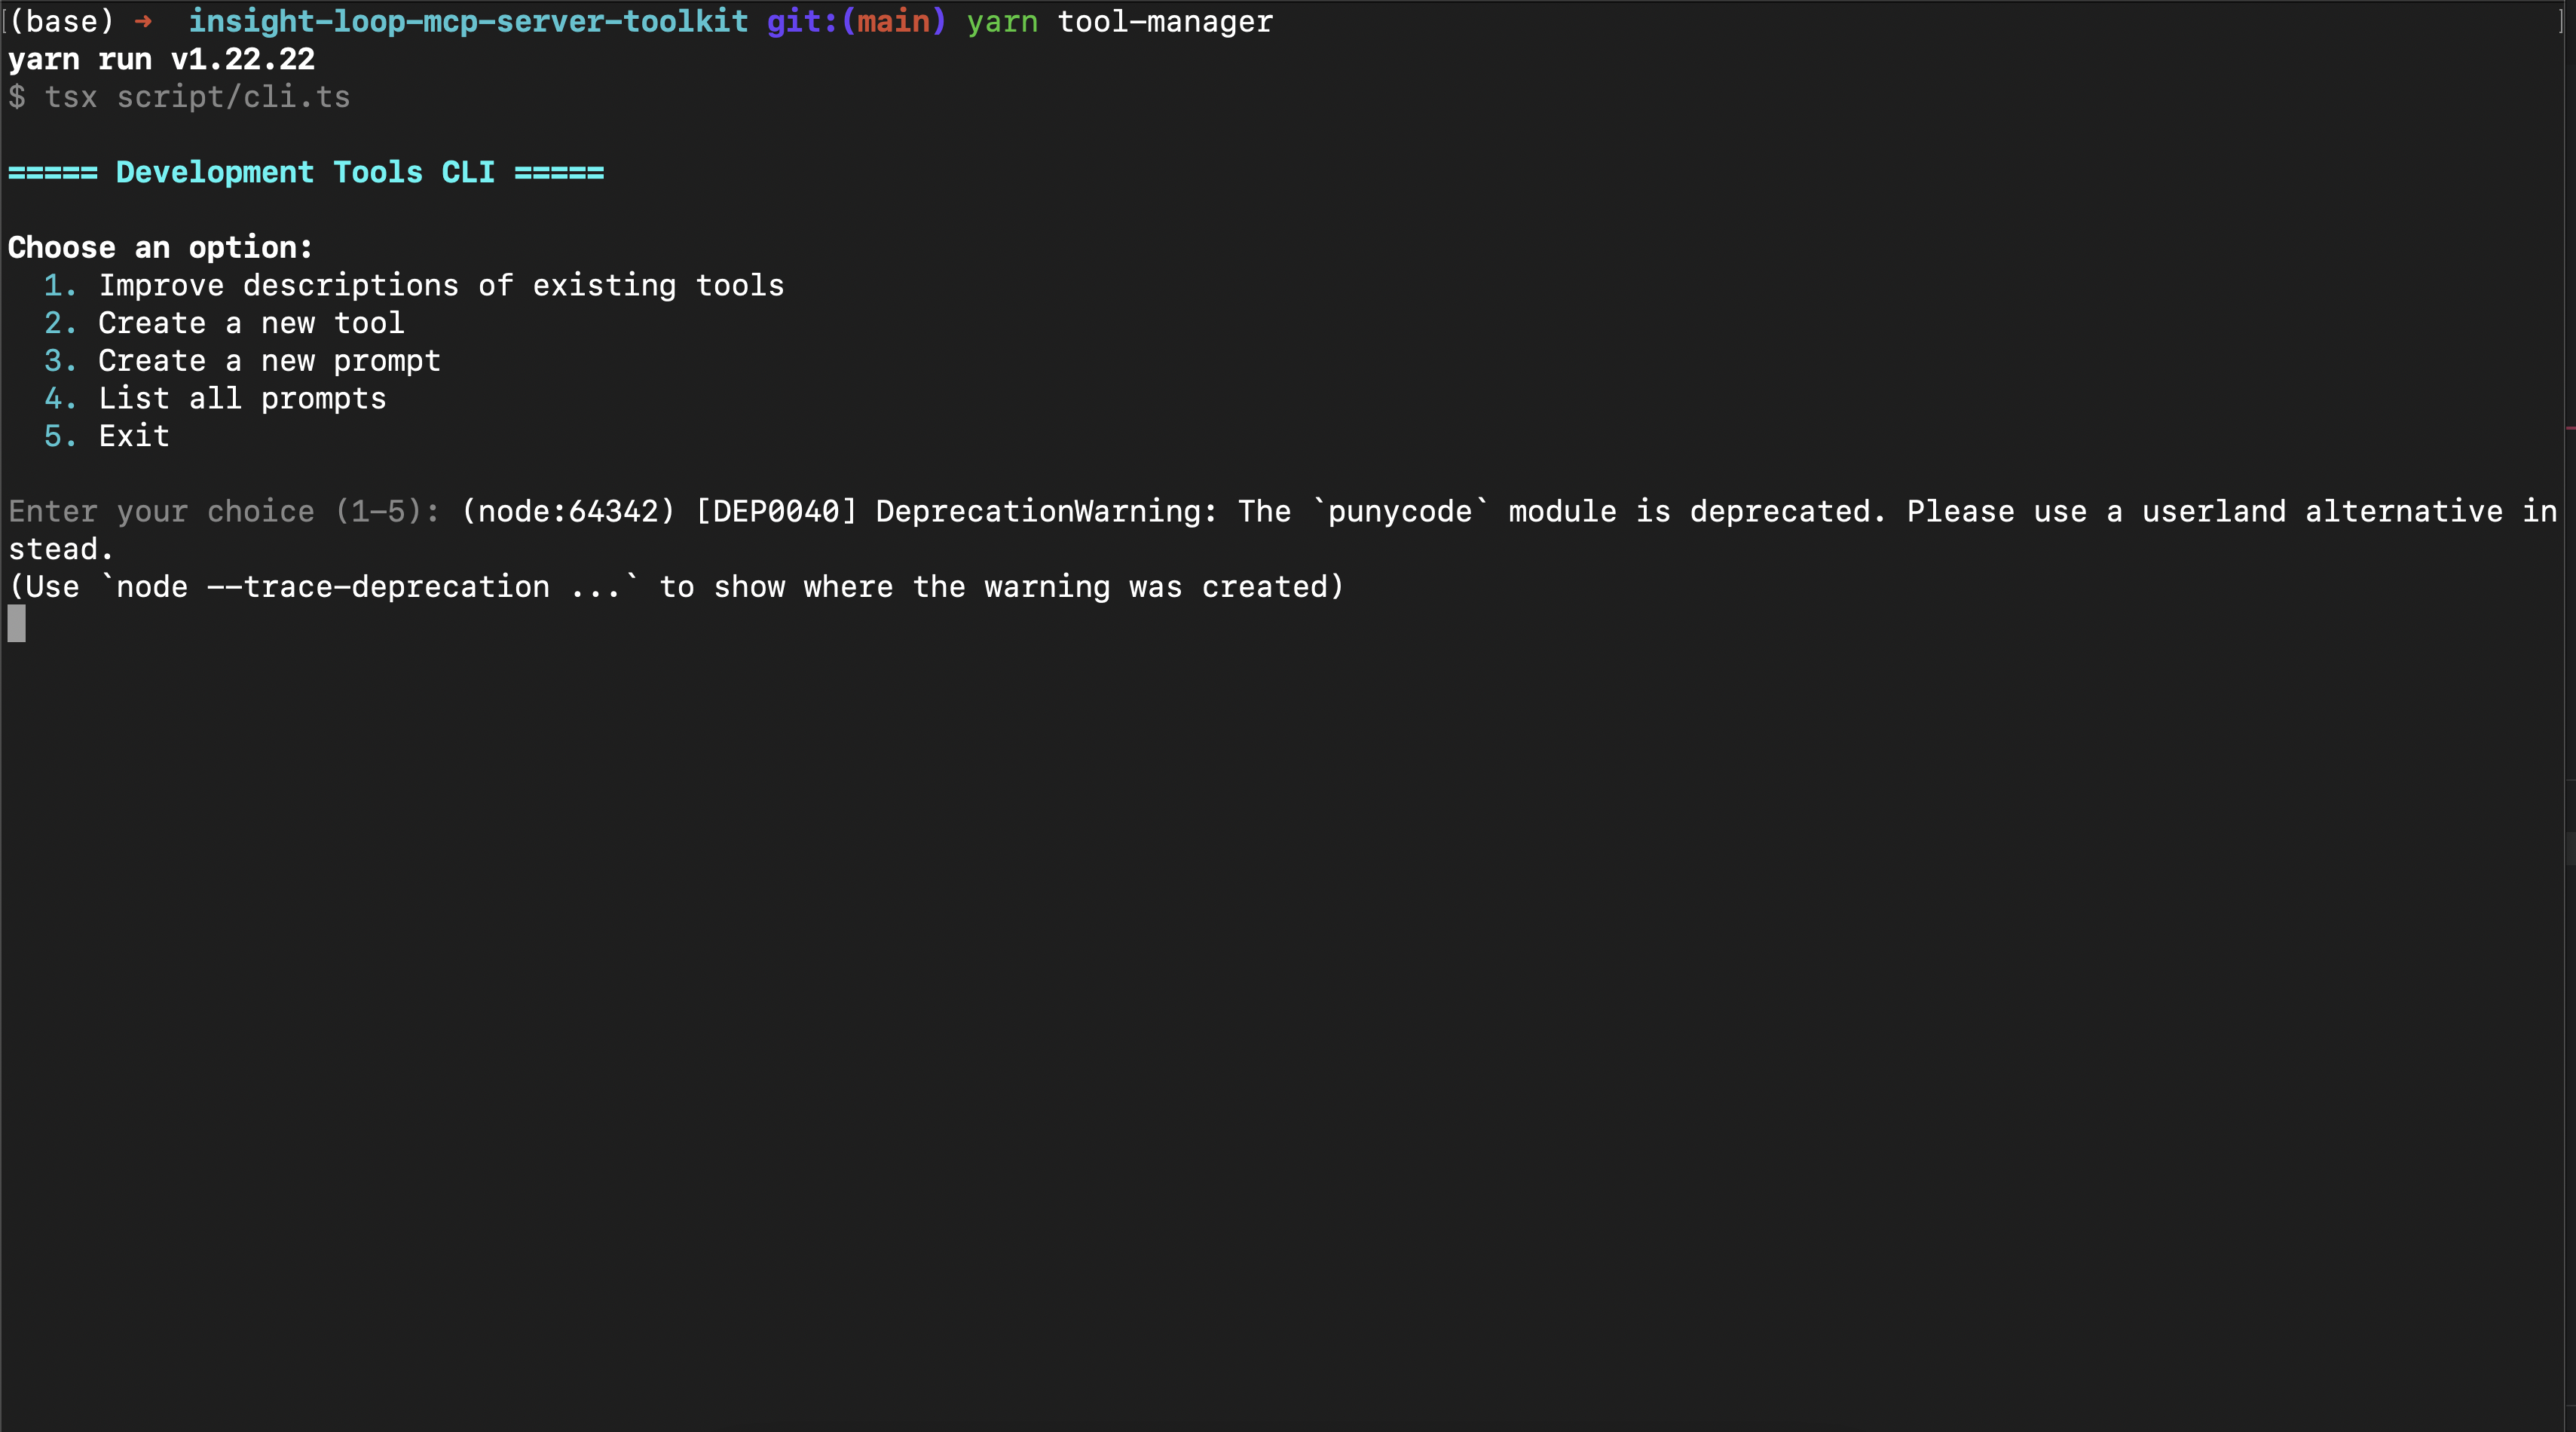 (base) ➜  insight-loop-mcp-server-toolkit git:(main) yarn tool-manager
yarn run v1.22.22
$ tsx script/cli.ts
===== Development Tools CLI =====
Choose an option:
  1. Improve descriptions of existing tools
  2. Create a new tool
  3. Create a new prompt
  4. List all prompts
  5. Exit
Enter your choice (1-5): (node:64342) [DEP0040] DeprecationWarning: The `punycode` module is deprecated. Please use a userland alternative in
stead.
(Use `node --trace-deprecation ...` to show where the warning was created)